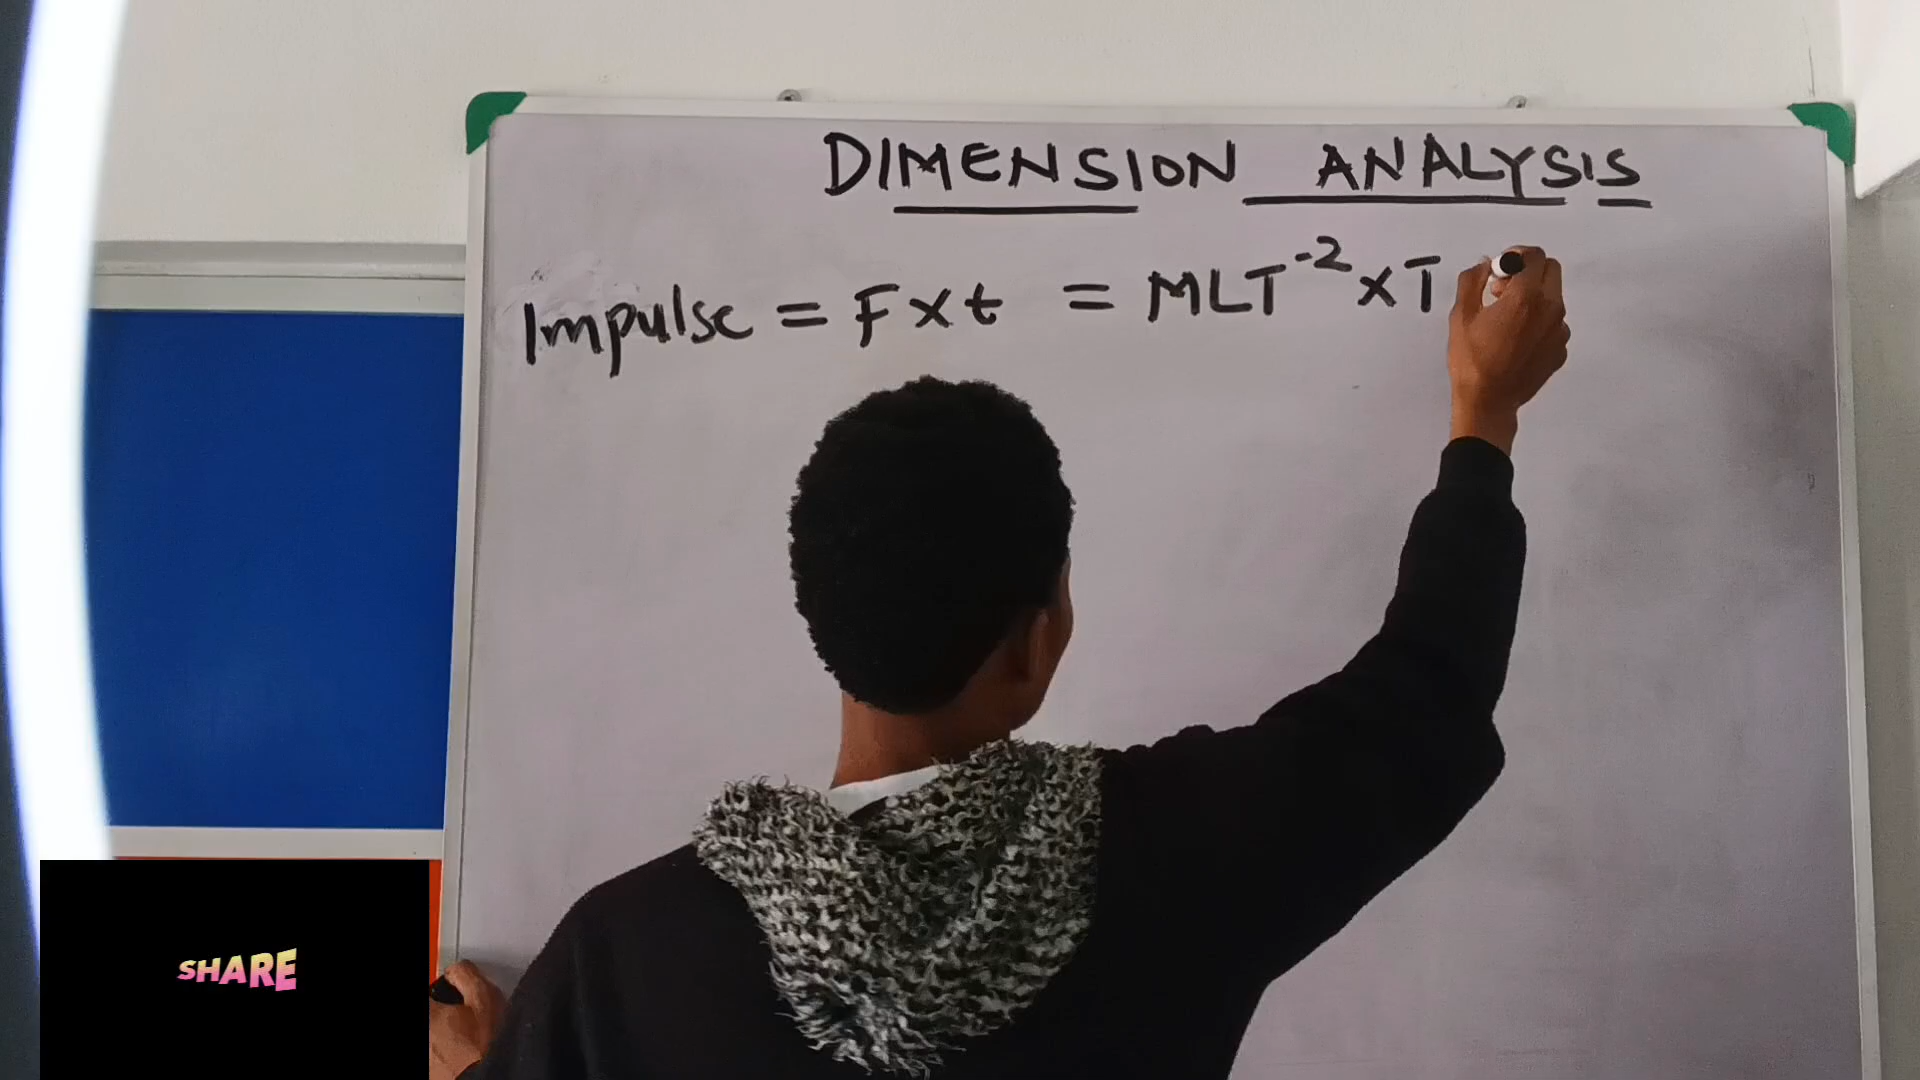 DIMENSION ANALYSIS
Impulse = F x t = MLT⁻² x T
SHARE